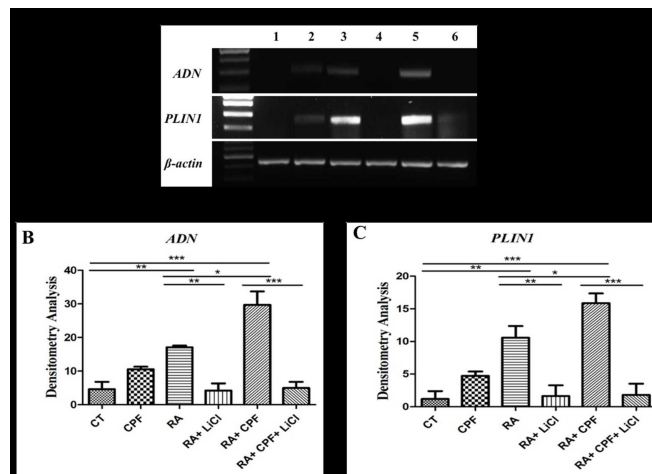 1 2 3 4 5 6
ADN
PLIN1
β-actin
B ADN
***
**
*
** ***
Densitometry Analysis
40
30
20
10
0
CT CPF RA RA+ LiCl RA+ CPF RA+ CPF+ LiCl
C PLIN1
***
**
*
** ***
Densitometry Analysis
20
15
10
5
0
CT CPF RA RA+ LiCl RA+ CPF RA+ CPF+ LiCl